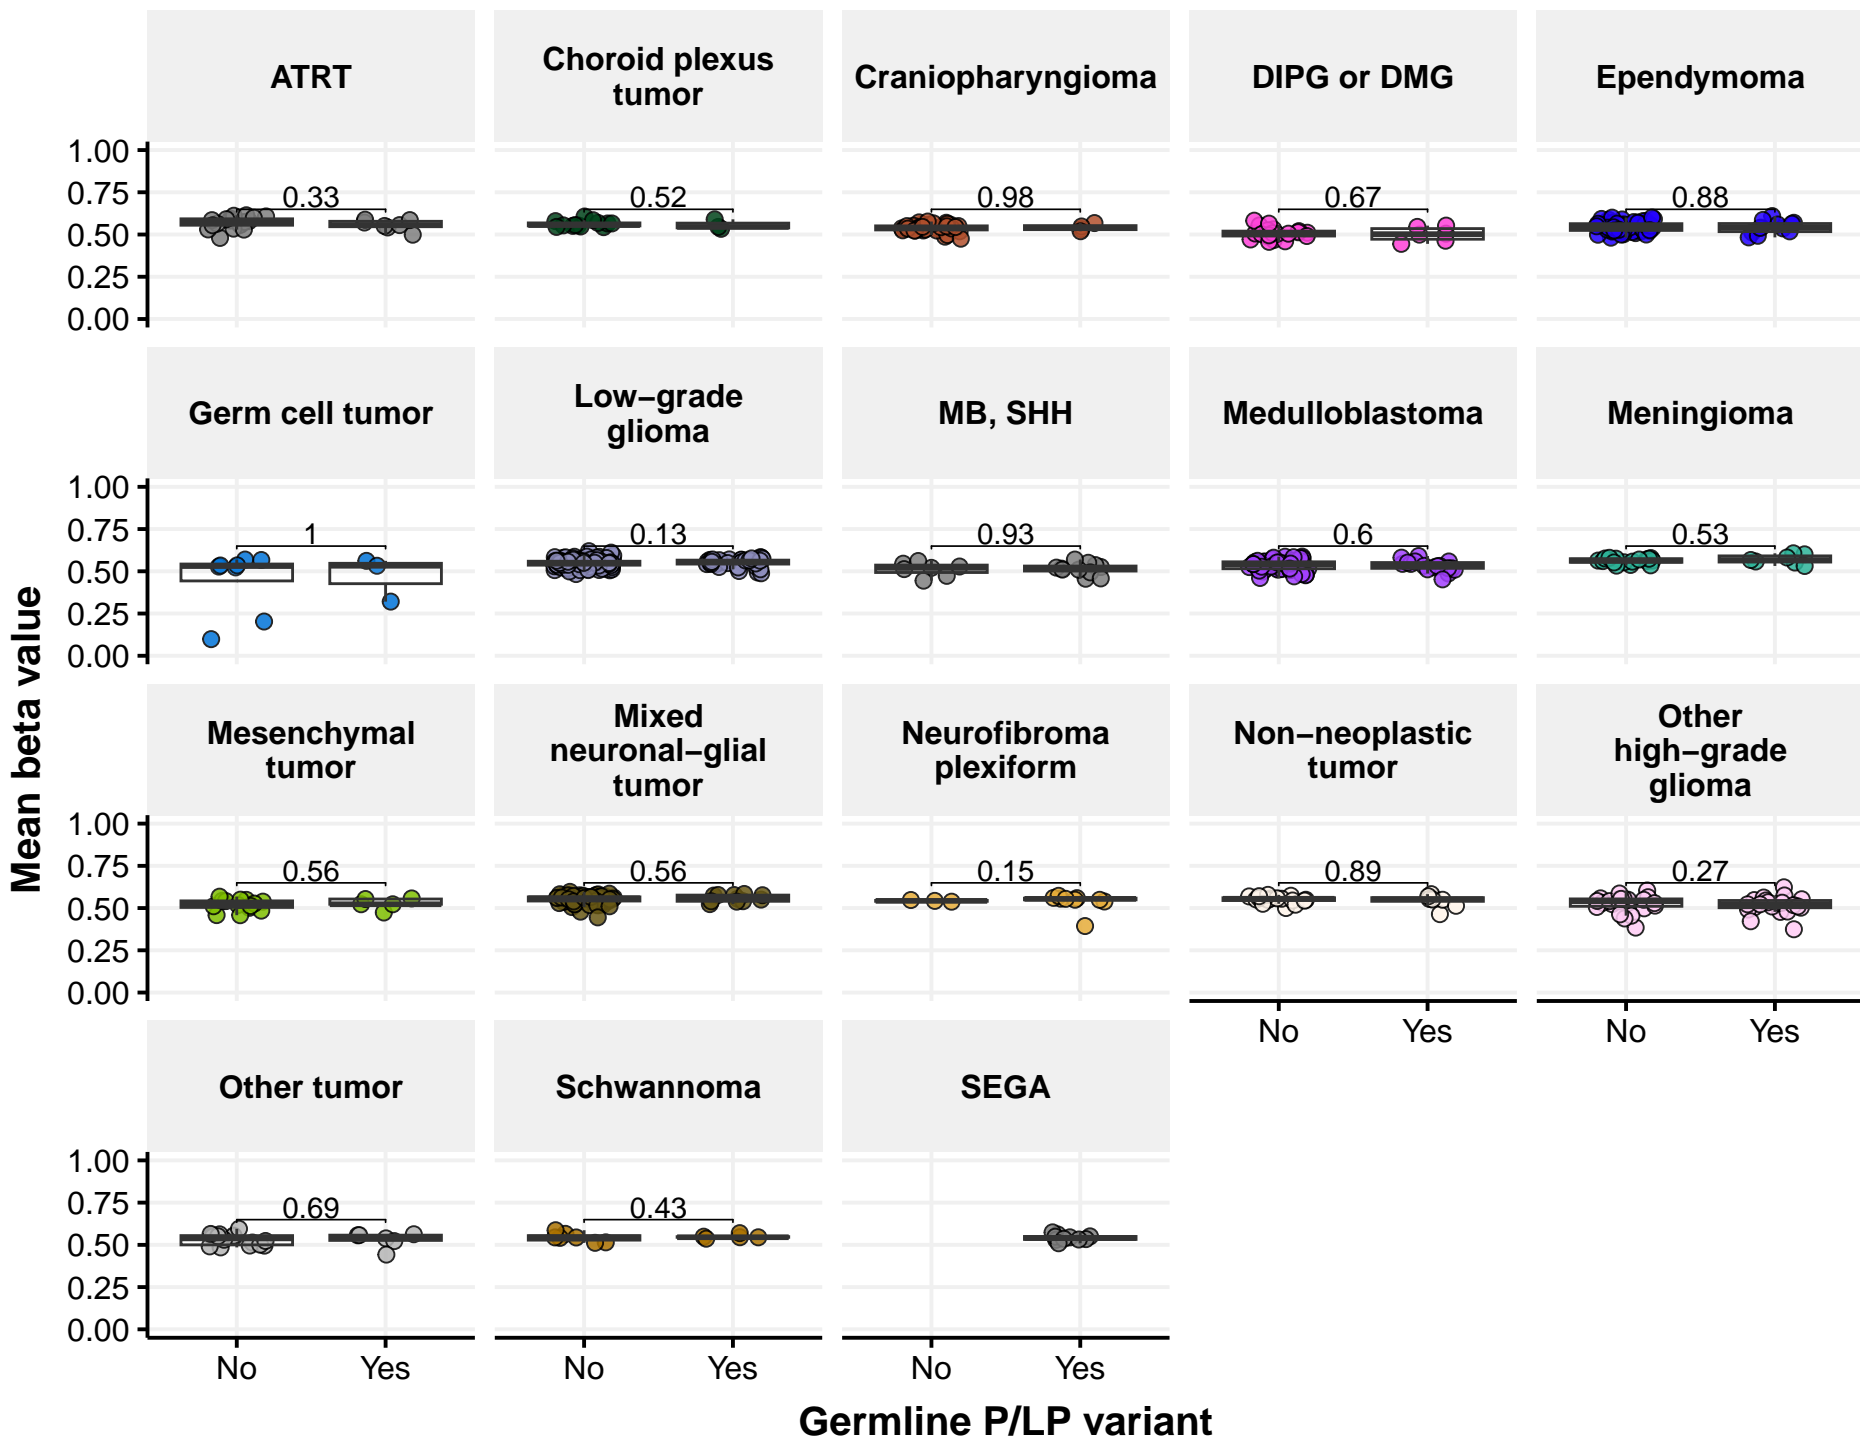 ATRT
Choroid plexus
tumor
Craniopharyngioma
DIPG or DMG
Ependymoma
1.00
0.75
0.50
0.25
0.00
0.33
0.52
0.98
0.67
0.88
Germ cell tumor
Low−grade
glioma
MB, SHH
Medulloblastoma
Meningioma
1.00
0.75
0.50
0.25
0.00
1
0.13
0.93
0.6
0.53
Mean beta value
Mesenchymal
tumor
Mixed
neuronal−glial
tumor
Neurofibroma
plexiform
Non−neoplastic
tumor
Other
high−grade
glioma
1.00
0.75
0.50
0.25
0.00
0.56
0.56
0.15
0.89
0.27
No
Yes
No
Yes
Other tumor
Schwannoma
SEGA
1.00
0.75
0.50
0.25
0.00
0.69
0.43
No
Yes
No
Yes
No
Yes
Germline P/LP variant